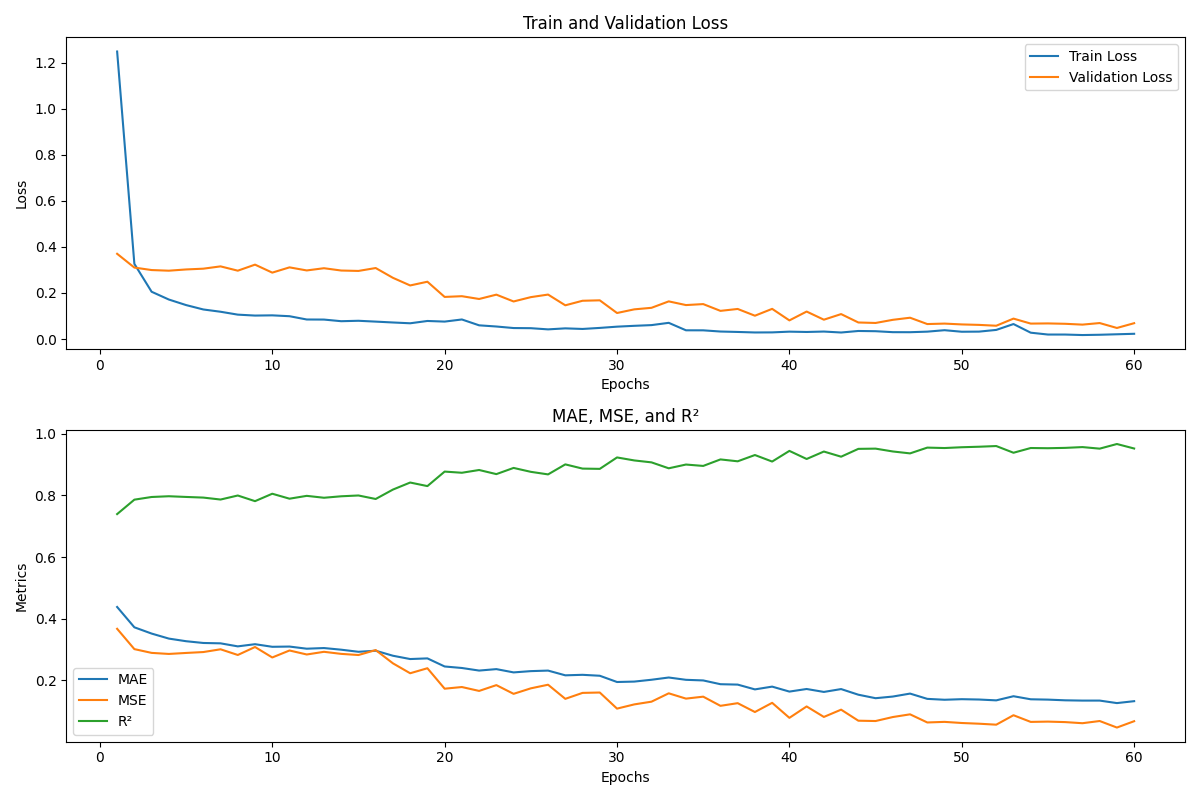 Train and Validation Loss
Train Loss
Validation Loss
1.2
1.0
0.8
0.6
0.4
0.2
0.0
Loss
0 10 20 30 40 50 60
Epochs
MAE, MSE, and R²
1.0
0.8
0.6
0.4
0.2
Metrics
MAE
MSE
R²
0 10 20 30 40 50 60
Epochs